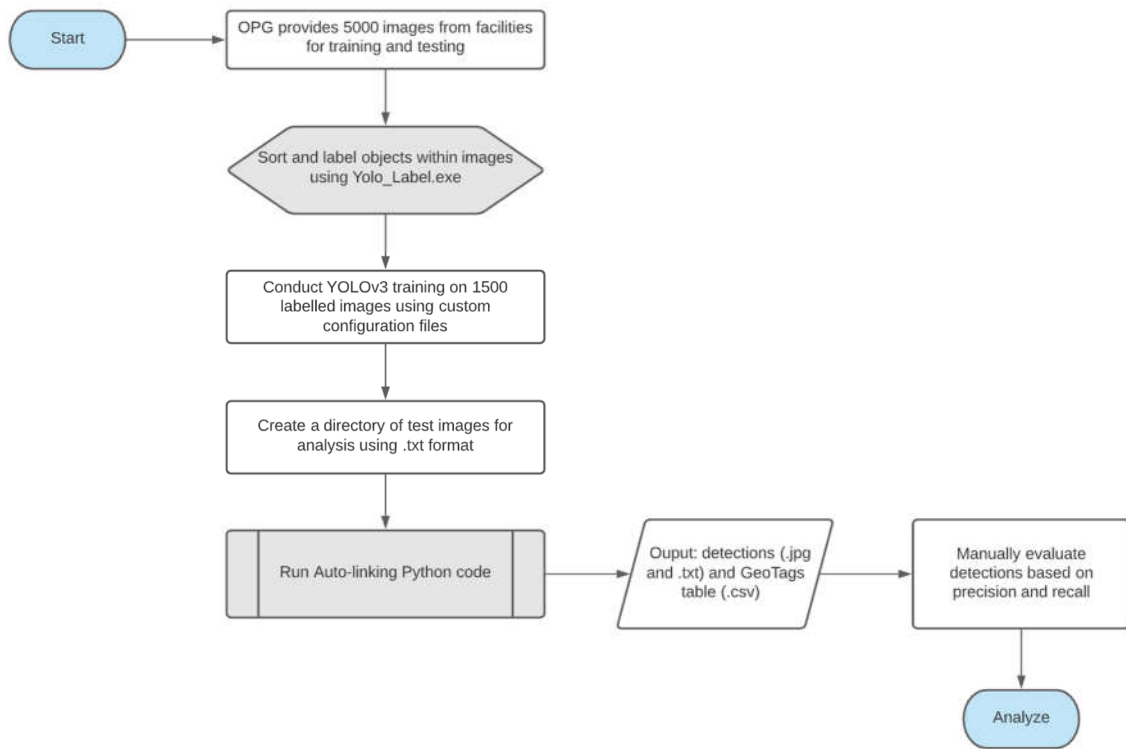 Start
OPG provides 5000 images from facilities
for training and testing
Sort and label objects within images
using Yolo_Label.exe
Conduct YOLOv3 training on 1500
labelled images using custom
configuration files
Create a directory of test images for
analysis using .txt format
Run Auto-linking Python code
Ouput: detections (.jpg
and .txt) and GeoTags
table (.csv)
Manually evaluate
detections based on
precision and recall
Analyze